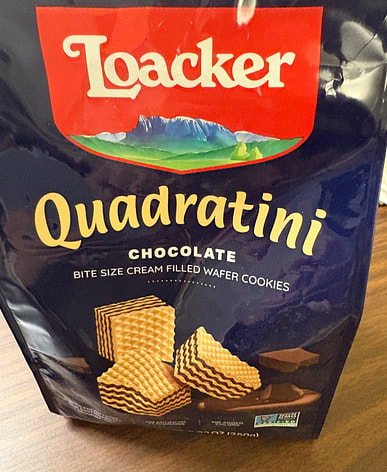 Loacker
Quadratini
CHOCOLATE
BITE SIZE CREAM FILLED WAFER COOKIES